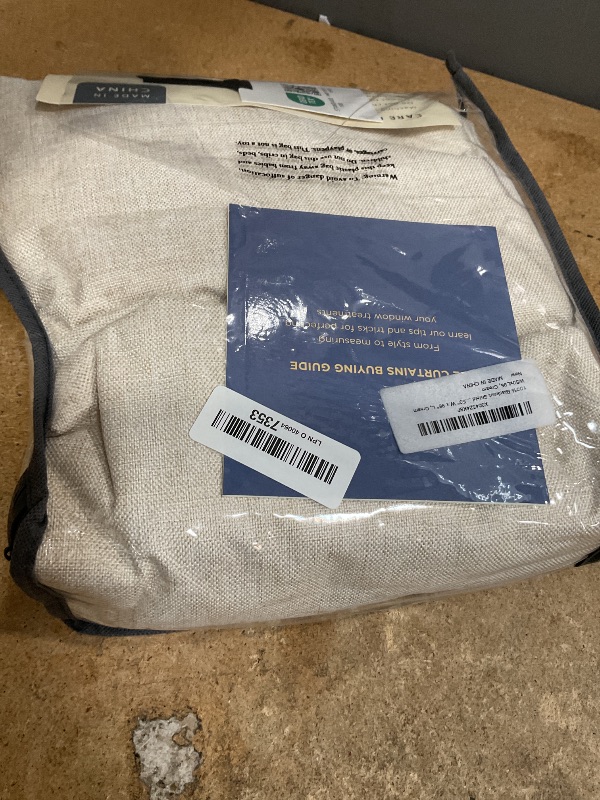 MADE IN
CHINA
CARE
Warning: To avoid danger of suffocation,
keep this plastic bag away from babies and
children. Do not use this bag in cribs, beds,
carriages, or playpens. This bag is not a toy
CURTAINS BUYING GUIDE
From style to measuring -
learn our tips and tricks for perfecting
your window treatments
LPN O 40064 7353
MADE IN CHINA
New